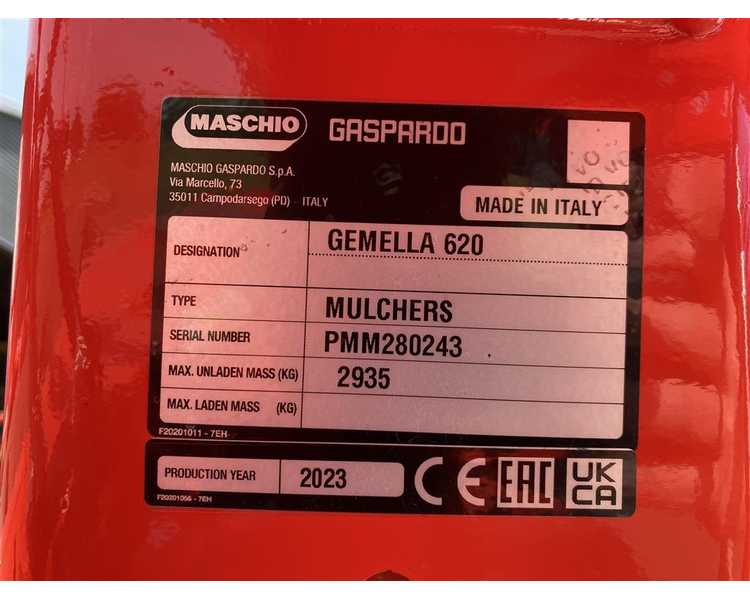 MASCHIO GASPARDO
MASCHIO GASPARDO S.p.A.
Via Marcello, 73
35011 Campodarsego (PD) - ITALY
MADE IN ITALY
DESIGNATION GEMELLA 620
TYPE MULCHERS
SERIAL NUMBER PMM280243
MAX. UNLADEN MASS (KG) 2935
MAX. LADEN MASS (KG)
F20201011 - 7EH
PRODUCTION YEAR 2023 CE EAC UK CA
F20201056 - 7EH